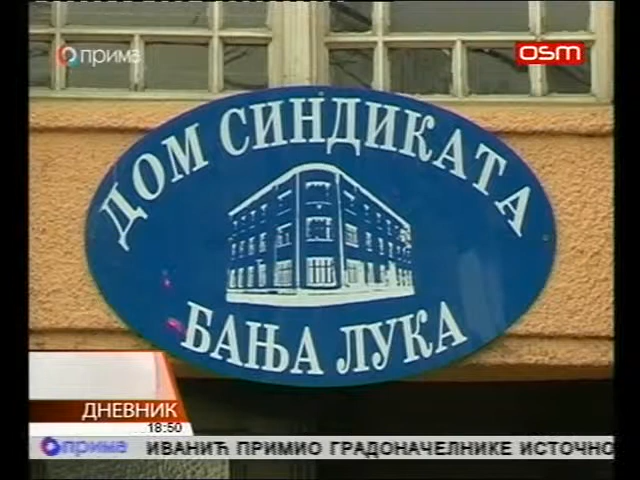 прима
OSM
ДОМ СИНДИКАТА
БАЊА ЛУКА
ДНЕВНИК
18:50
прима ИВАНИЋ ПРИМИО ГРАДОНАЧЕЛНИКЕ ИСТОЧНО